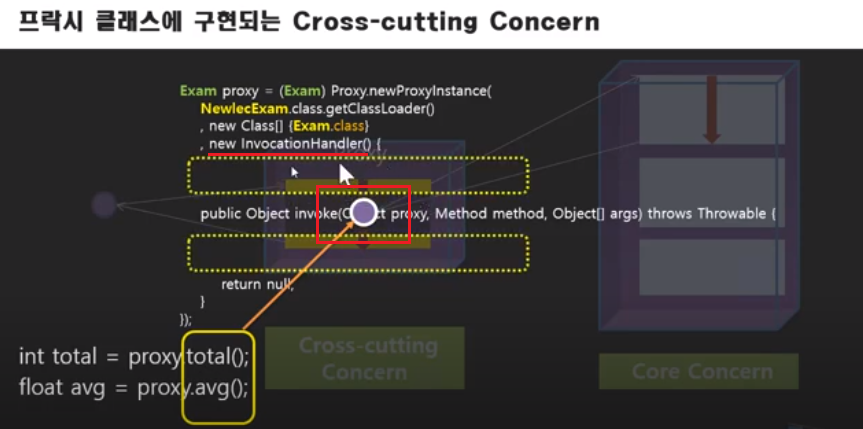 프락시 클래스에 구현되는 Cross-cutting Concern
Exam proxy = (Exam) Proxy.newProxyInstance(
NewlecExam.class.getClassLoader()
, new Class[] {Exam.class}
, new InvocationHandler() {
Proxy
public Object invoke( proxy, Method method, Object[] args) throws Throwable {
return null;
}
});
int total = proxy.total();
float avg = proxy.avg();
Cross-cutting
Concern
Core Concern